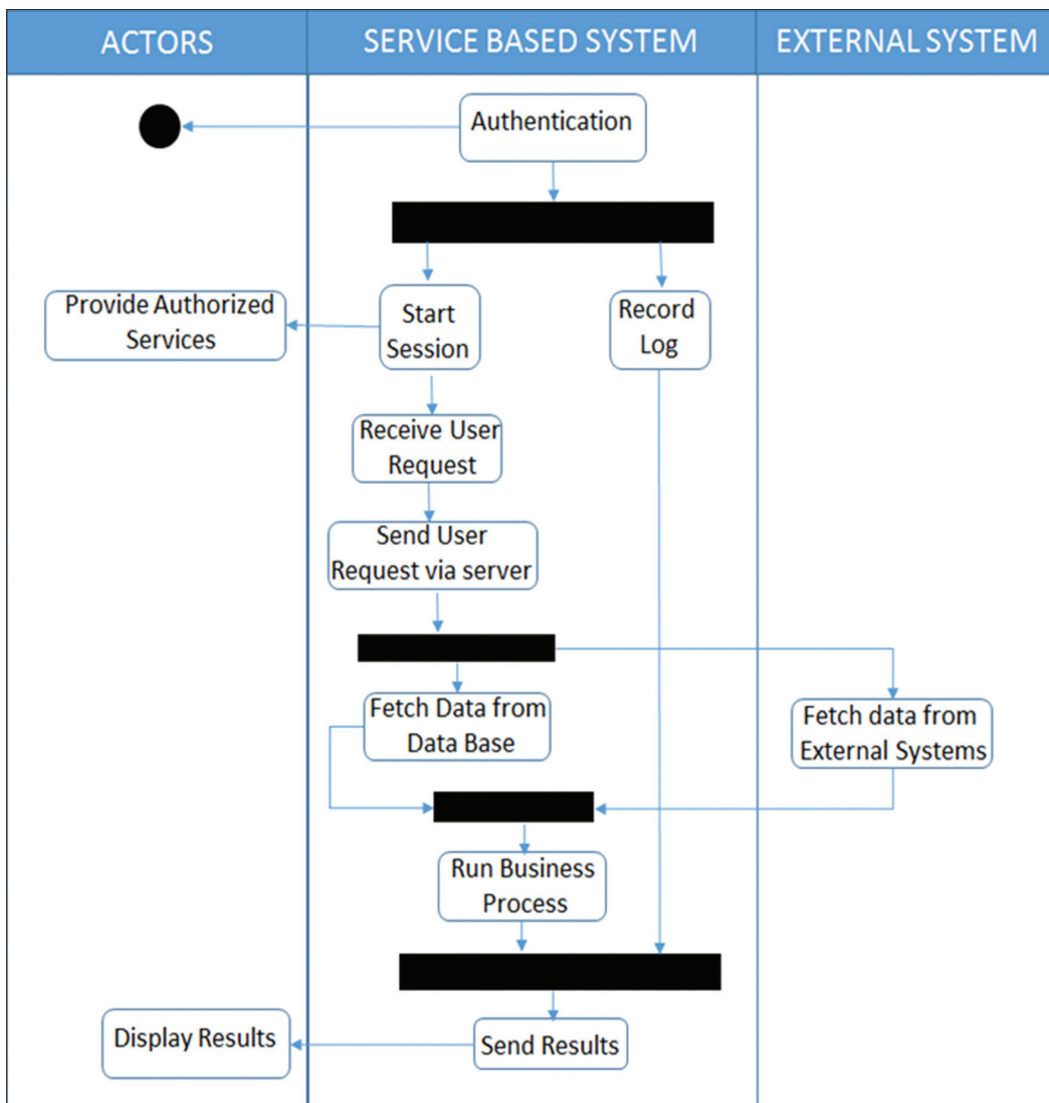 ACTORS
SERVICE BASED SYSTEM
EXTERNAL SYSTEM
Authentication
Provide Authorized
Services
Start
Session
Record
Log
Receive User
Request
Send User
Request via server
Fetch Data from
Data Base
Fetch data from
External Systems
Run Business
Process
Display Results
Send Results